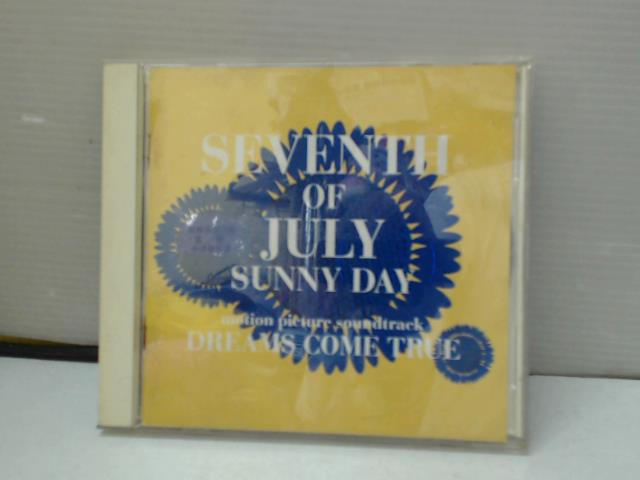 SEVENTH
OF
JULY
SUNNY DAY
motion picture soundtrack
DREAMS COME TRUE